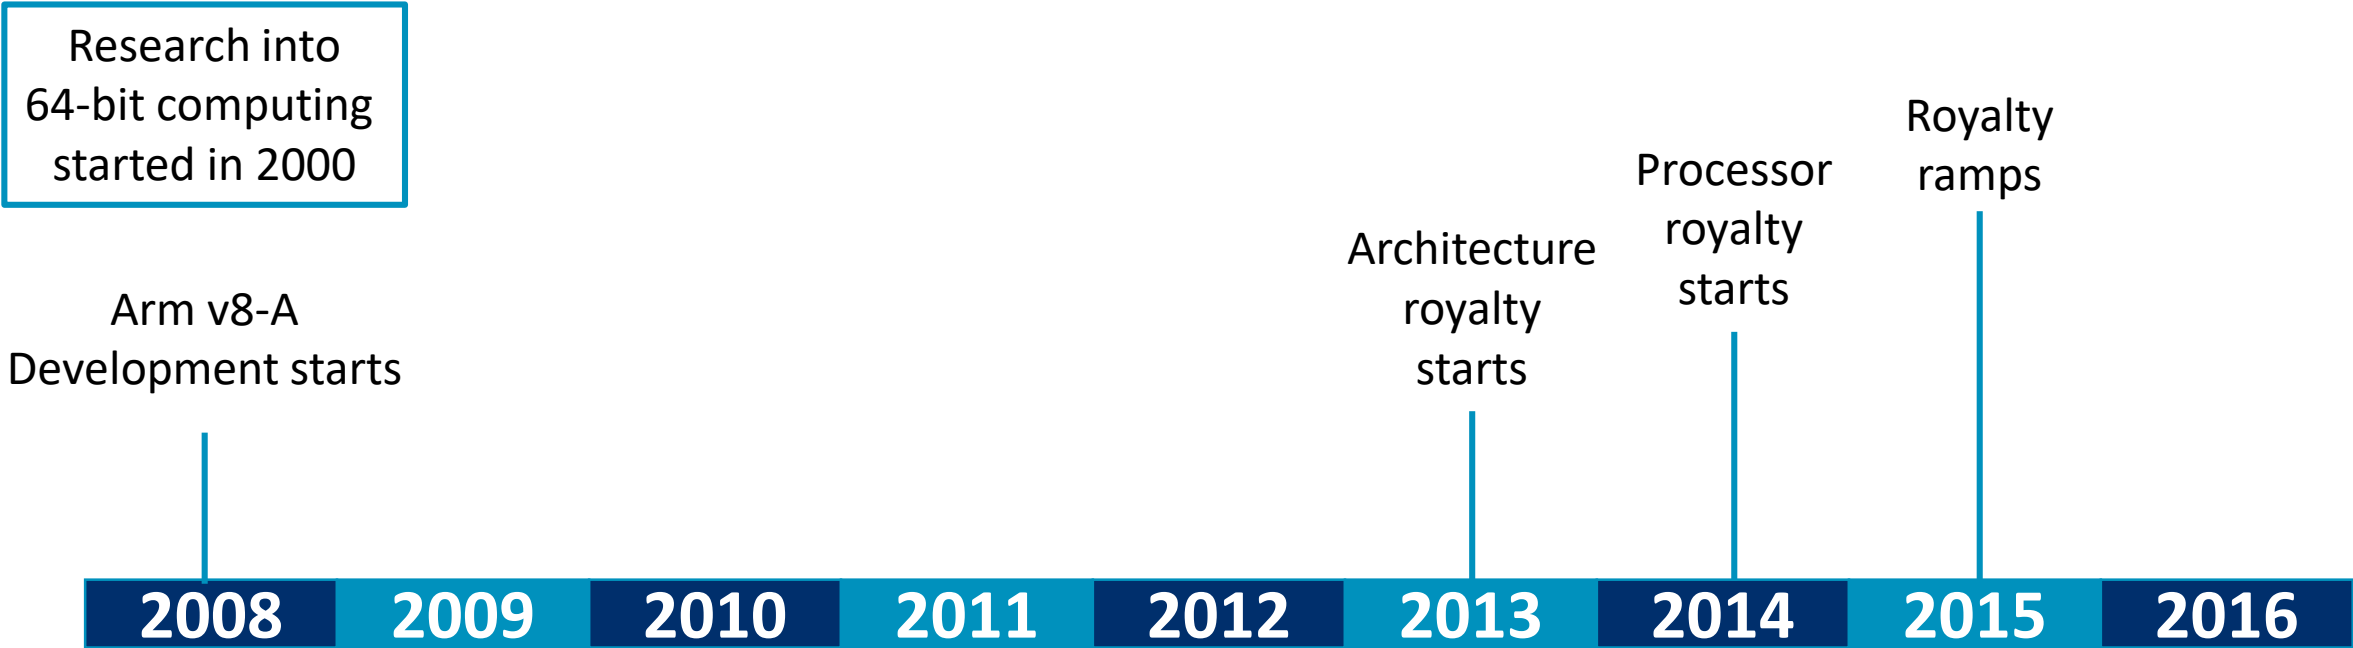 Research into
64-bit computing
started in 2000
Arm v8-A
Development starts
Architecture
royalty
starts
Processor
royalty
starts
Royalty
ramps
2008 2009 2010 2011 2012 2013 2014 2015 2016